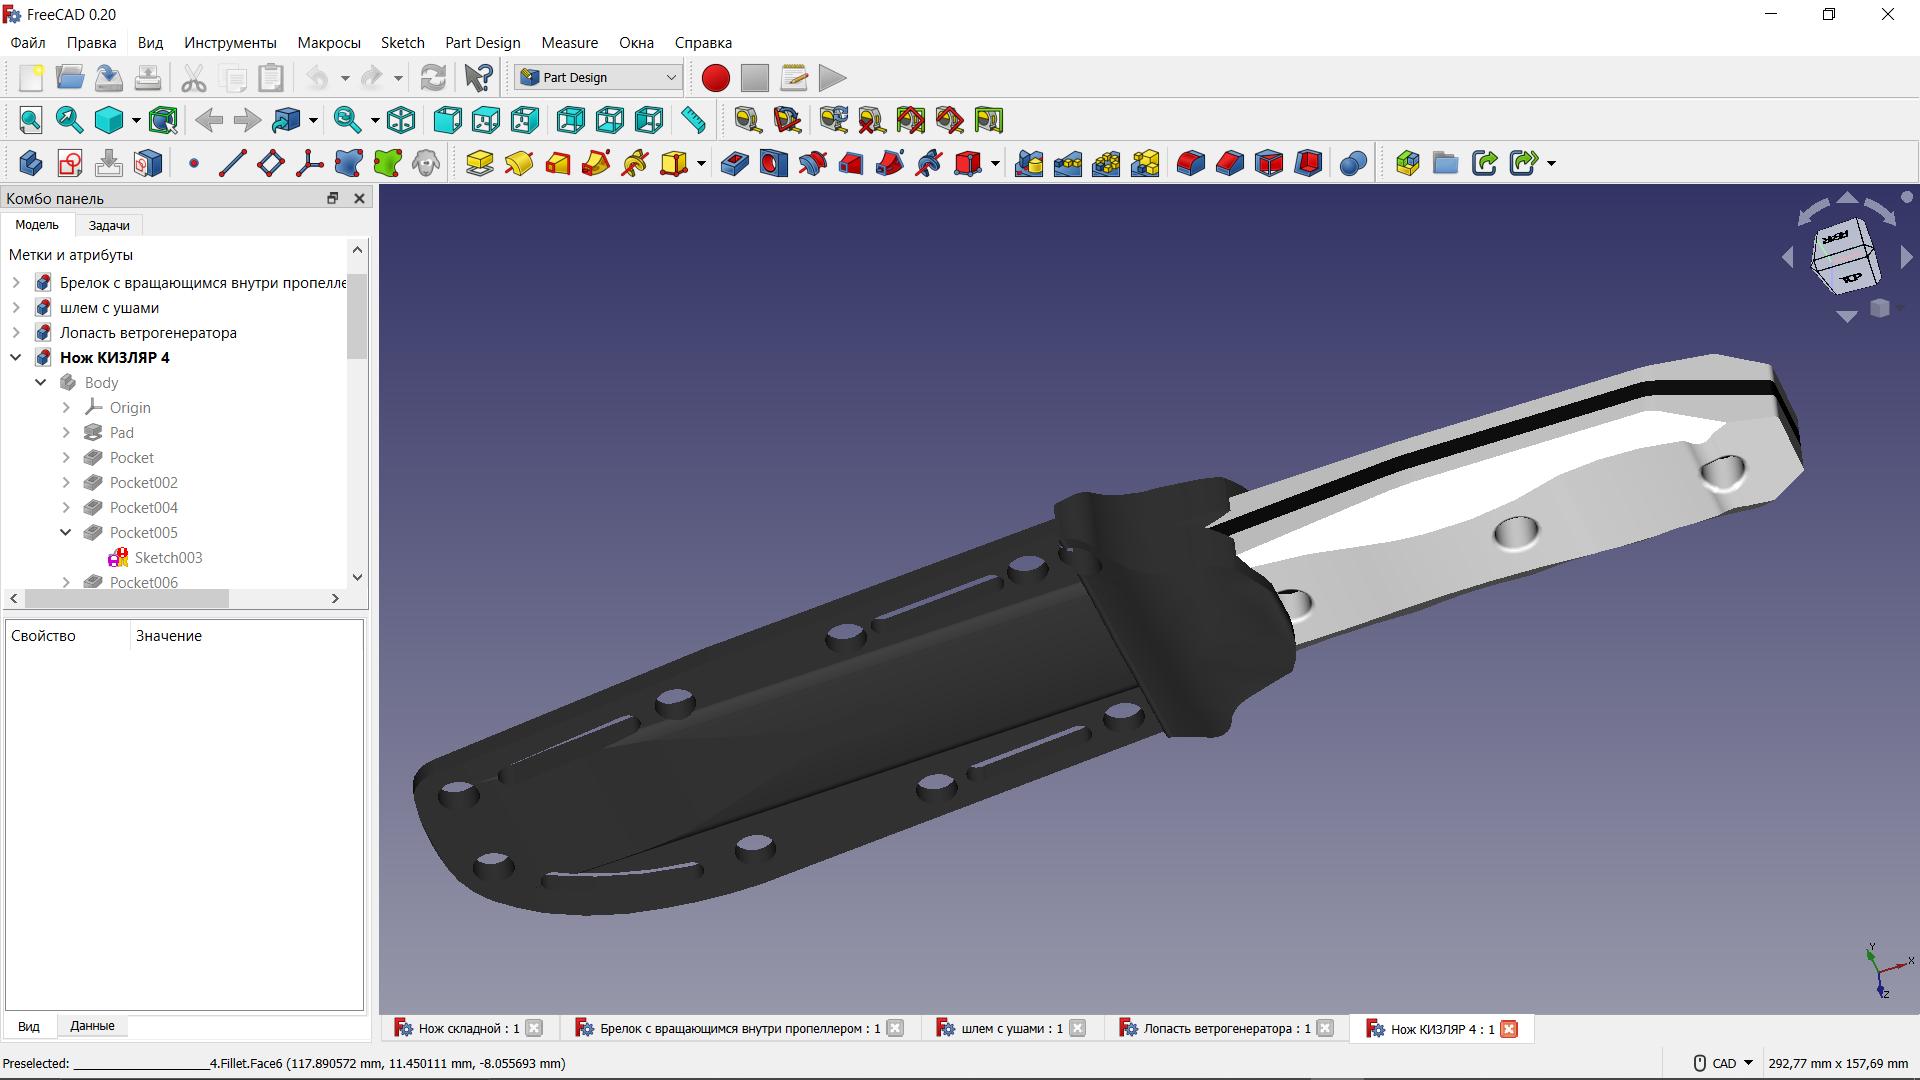 FreeCAD 0.20
Файл Правка Вид Инструменты Макросы Sketch Part Design Measure Окна Справка
Part Design
Комбо панель
Модель Задачи
Метки и атрибуты
Брелок с вращающимся внутри пропелле
шлем с ушами
Лопасть ветрогенератора
Нож КИЗЛЯР 4
Body
Origin
Pad
Pocket
Pocket002
Pocket004
Pocket005
Sketch003
Pocket006
Свойство Значение
Вид Данные
REAR
TOP
Y
X
Z
Нож складной : 1 Брелок с вращающимся внутри пропеллером : 1 шлем с ушами : 1 Лопасть ветрогенератора : 1 Нож КИЗЛЯР 4 : 1
Preselected: ____________________4.Fillet.Face6 (117.890572 mm, 11.450111 mm, -8.055693 mm)
CAD 292,77 mm x 157,69 mm